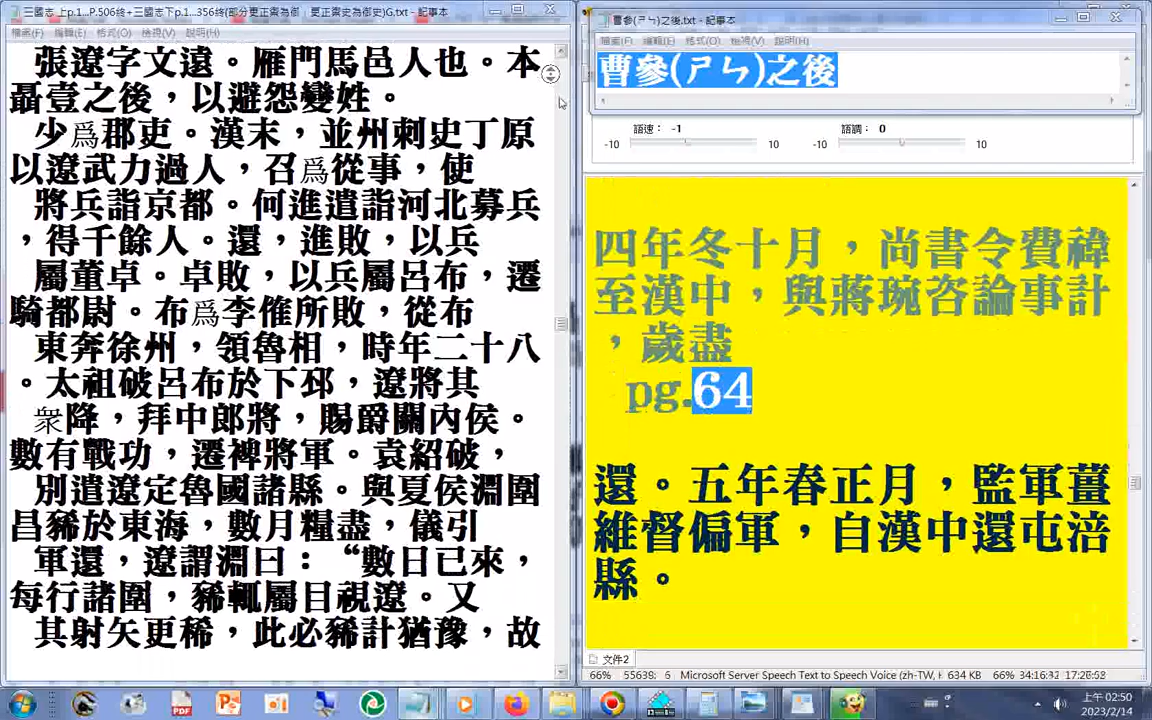 三國志 上p.1...P.506終+三國志下p.1...356終(部分更正齋為御；更正齋史為御史)G.txt - 記事本
檔案(F) 編輯(E) 格式(O) 檢視(V) 說明(H)
張遼字文遠。雁門馬邑人也。本
聶壹之後，以避怨變姓。
少爲郡吏。漢末，並州刺史丁原
以遼武力過人，召爲從事，使
將兵詣京都。何進遣詣河北募兵
，得千餘人。還，進敗，以兵
屬董卓。卓敗，以兵屬呂布，遷
騎都尉。布爲李傕所敗，從布
東奔徐州，領魯相，時年二十八
。太祖破呂布於下邳，遼將其
衆降，拜中郎將，賜爵關內侯。
數有戰功，遷裨將軍。袁紹破，
別遣遼定魯國諸縣。與夏侯淵圍
昌豨於東海，數月糧盡，儀引
軍還，遼謂淵曰：“數日已來，
每行諸圍，豨輒屬目視遼。又
其射矢更稀，此必豨計猶豫，故
曹參(ㄕㄣ)之後.txt - 記事本
檔案(F) 編輯(E) 格式(O) 檢視(V) 說明(H)
曹參(ㄕㄣ)之後
語速： -1 語調： 0
-10 10 -10 10
四年冬十月，尚書令費禕
至漢中，與蔣琬咨論事計
，歲盡
pg.64
還。五年春正月，監軍薑
維督偏軍，自漢中還屯涪
縣。
文件2
66% 55639: 6 Microsoft Server Speech Text to Speech Voice (zh-TW, H 634 KB 66% 34:16:32 17:26:58
上午 02:50
2023/2/14